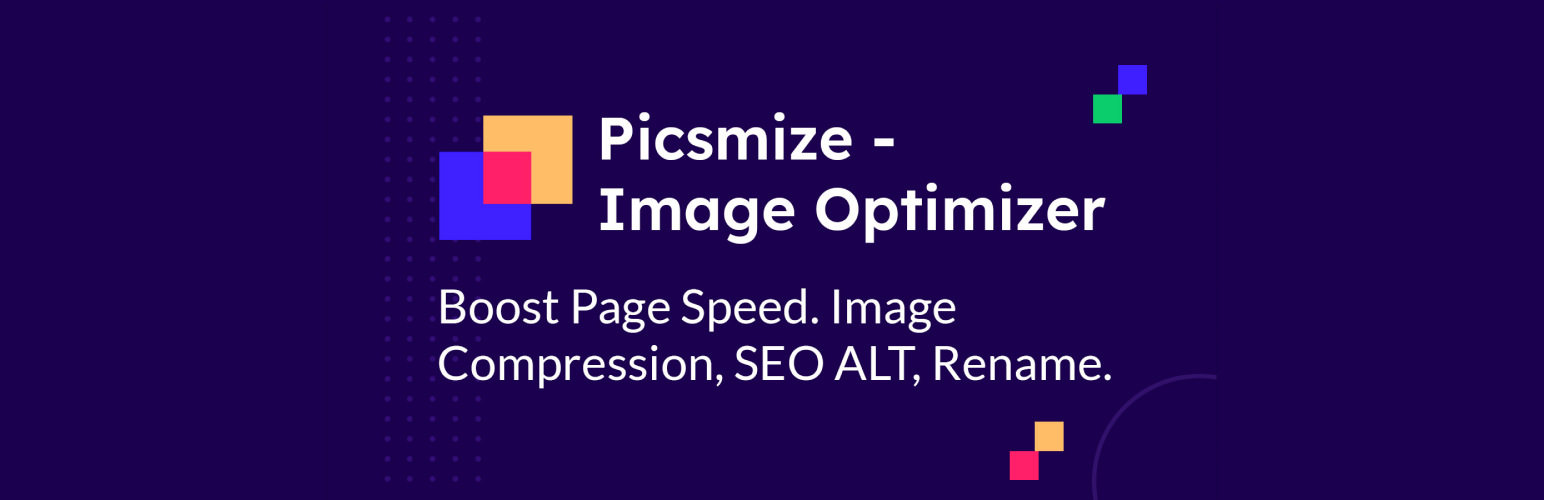 Picsmize -
Image Optimizer
Boost Page Speed. Image
Compression, SEO ALT, Rename.